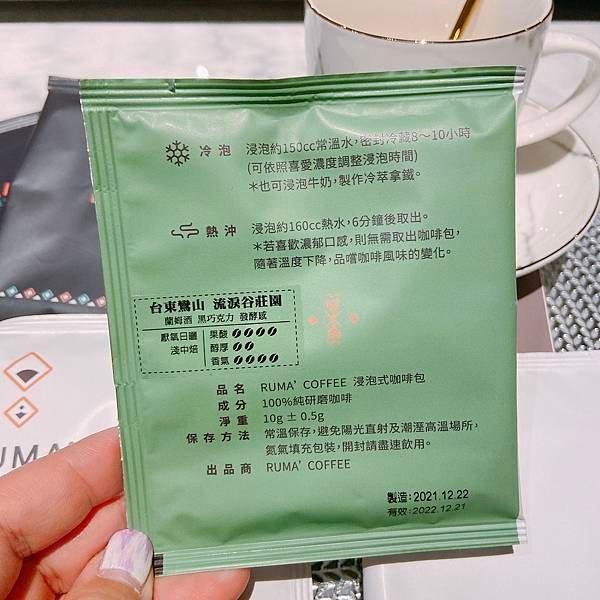 冷泡 浸泡約150cc常溫水,密封冷藏8～10小時
(可依照喜愛濃度調整浸泡時間)
＊也可浸泡牛奶,製作冷萃拿鐵。
熱沖 浸泡約160cc熱水,6分鐘後取出。
＊若喜歡濃郁口感,則無需取出咖啡包,
隨著溫度下降,品嚐咖啡風味的變化。
台東鸞山 流淚谷莊園
蘭姆酒 黑巧克力 發酵感
厭氧日曬
淺中焙
果酸
醇厚
香氣
品名 RUMA' COFFEE 浸泡式咖啡包
成分 100%純研磨咖啡
淨重 10g ± 0.5g
保存方法 常溫保存,避免陽光直射及潮溼高溫場所,
氮氣填充包裝,開封請盡速飲用。
出品商 RUMA' COFFEE
製造:2021.12.22
有效:2022.12.21
RUMA'